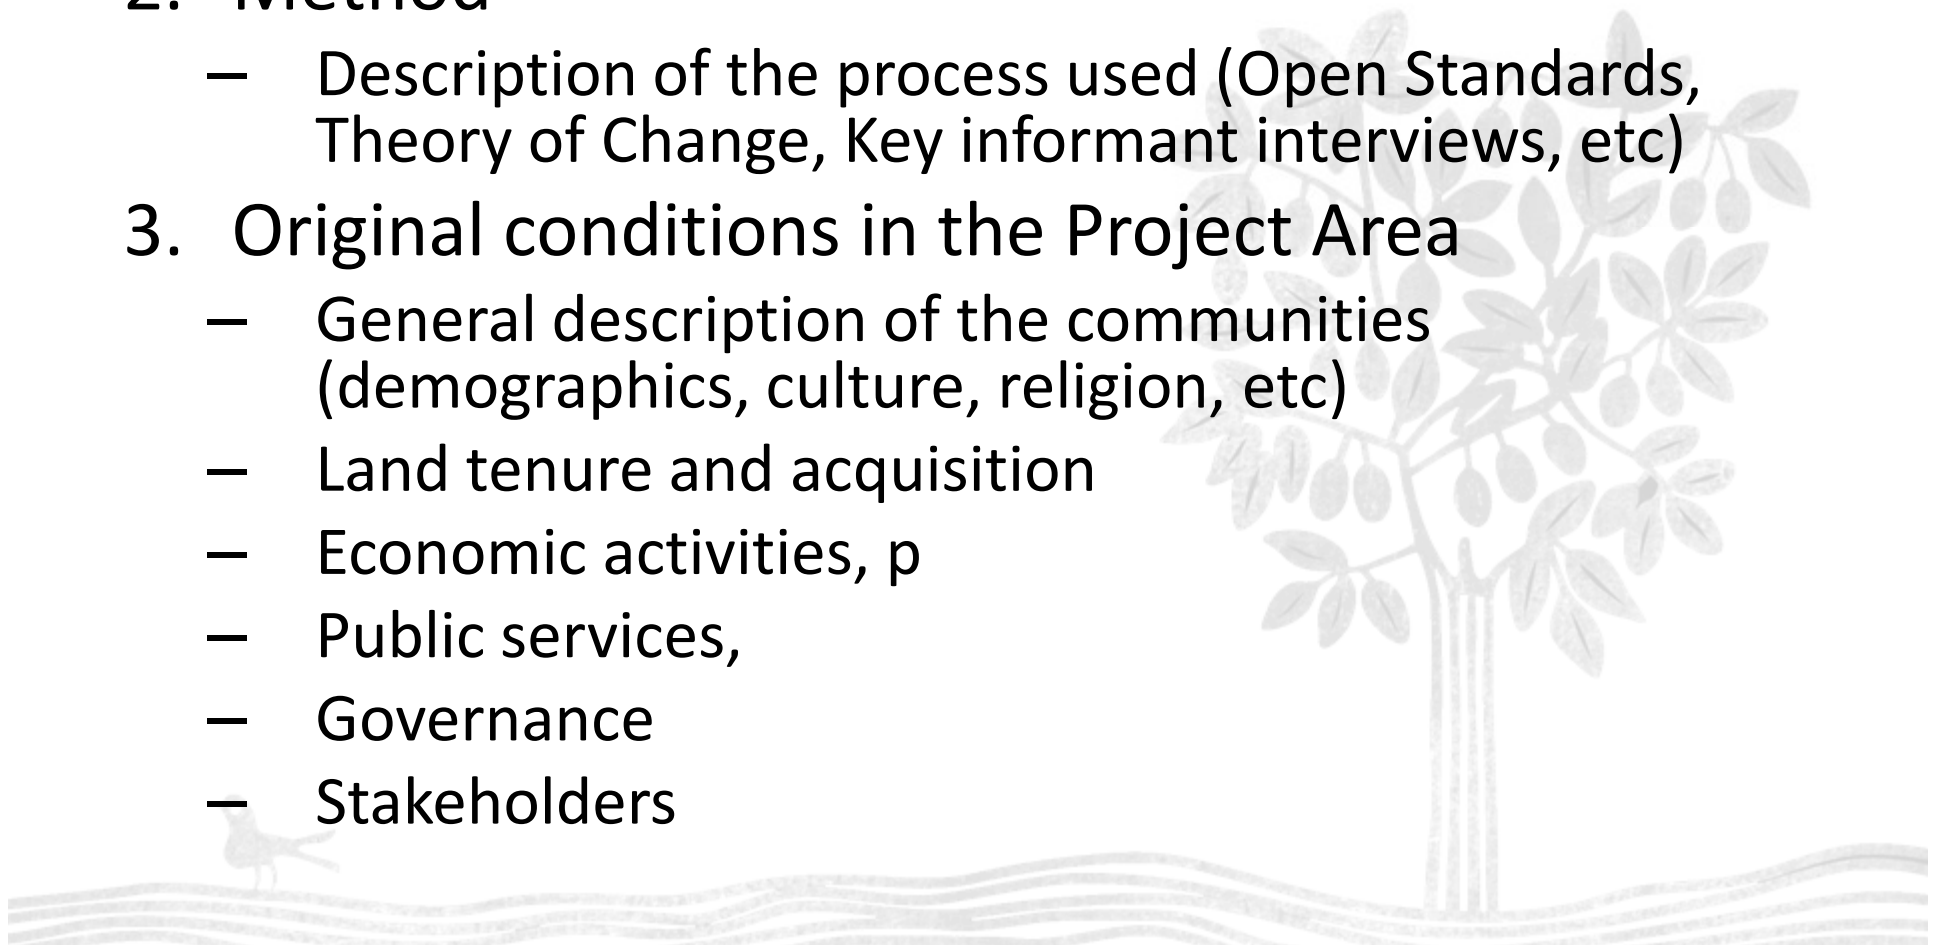 2. Method
– Description of the process used (Open Standards,
Theory of Change, Key informant interviews, etc)
3. Original conditions in the Project Area
– General description of the communities
(demographics, culture, religion, etc)
– Land tenure and acquisition
– Economic activities, p
– Public services,
– Governance
– Stakeholders